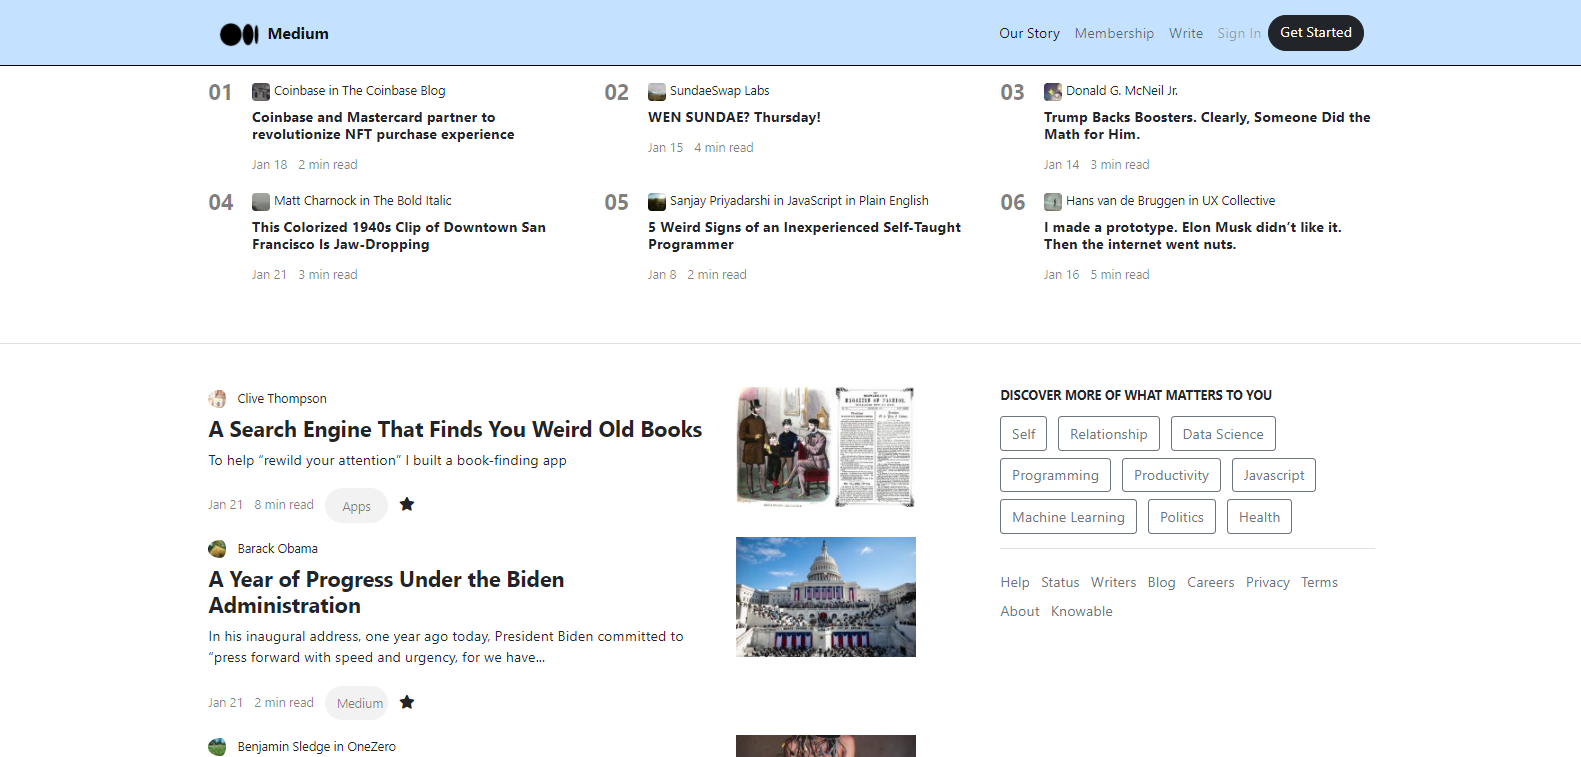 Medium
Our Story Membership Write Sign In Get Started
01
Coinbase in The Coinbase Blog
Coinbase and Mastercard partner to
revolutionize NFT purchase experience
Jan 18 2 min read
02
SundaeSwap Labs
WEN SUNDAE? Thursday!
Jan 15 4 min read
03
Donald G. McNeil Jr.
Trump Backs Boosters. Clearly, Someone Did the
Math for Him.
Jan 14 3 min read
04
Matt Charnock in The Bold Italic
This Colorized 1940s Clip of Downtown San
Francisco Is Jaw-Dropping
Jan 21 3 min read
05
Sanjay Priyadarshi in JavaScript in Plain English
5 Weird Signs of an Inexperienced Self-Taught
Programmer
Jan 8 2 min read
06
Hans van de Bruggen in UX Collective
I made a prototype. Elon Musk didn’t like it.
Then the internet went nuts.
Jan 16 5 min read
Clive Thompson
A Search Engine That Finds You Weird Old Books
To help “rewild your attention” I built a book-finding app
Jan 21 8 min read Apps
Barack Obama
A Year of Progress Under the Biden
Administration
In his inaugural address, one year ago today, President Biden committed to
“press forward with speed and urgency, for we have...
Jan 21 2 min read Medium
Benjamin Sledge in OneZero
DISCOVER MORE OF WHAT MATTERS TO YOU
Self Relationship Data Science
Programming Productivity Javascript
Machine Learning Politics Health
Help Status Writers Blog Careers Privacy Terms
About Knowable